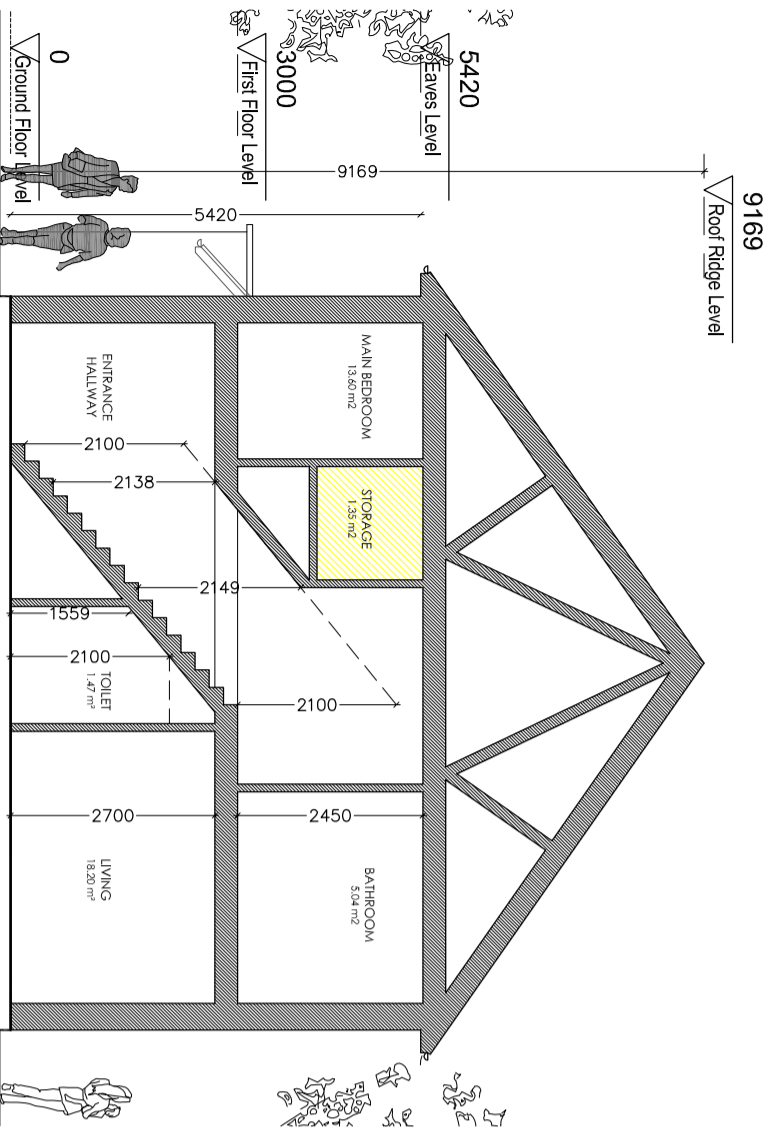 9169
Roof Ridge Level
5420
Eaves Level
3000
First Floor Level
0
Ground Floor Level
9169
5420
MAIN BEDROOM
13.60 m2
STORAGE
1.35 m2
BATHROOM
5.04 m2
2450
2100
2149
ENTRANCE
HALLWAY
2100
2138
1559
2100
TOILET
1.47 m²
2700
LIVING
18.20 m²